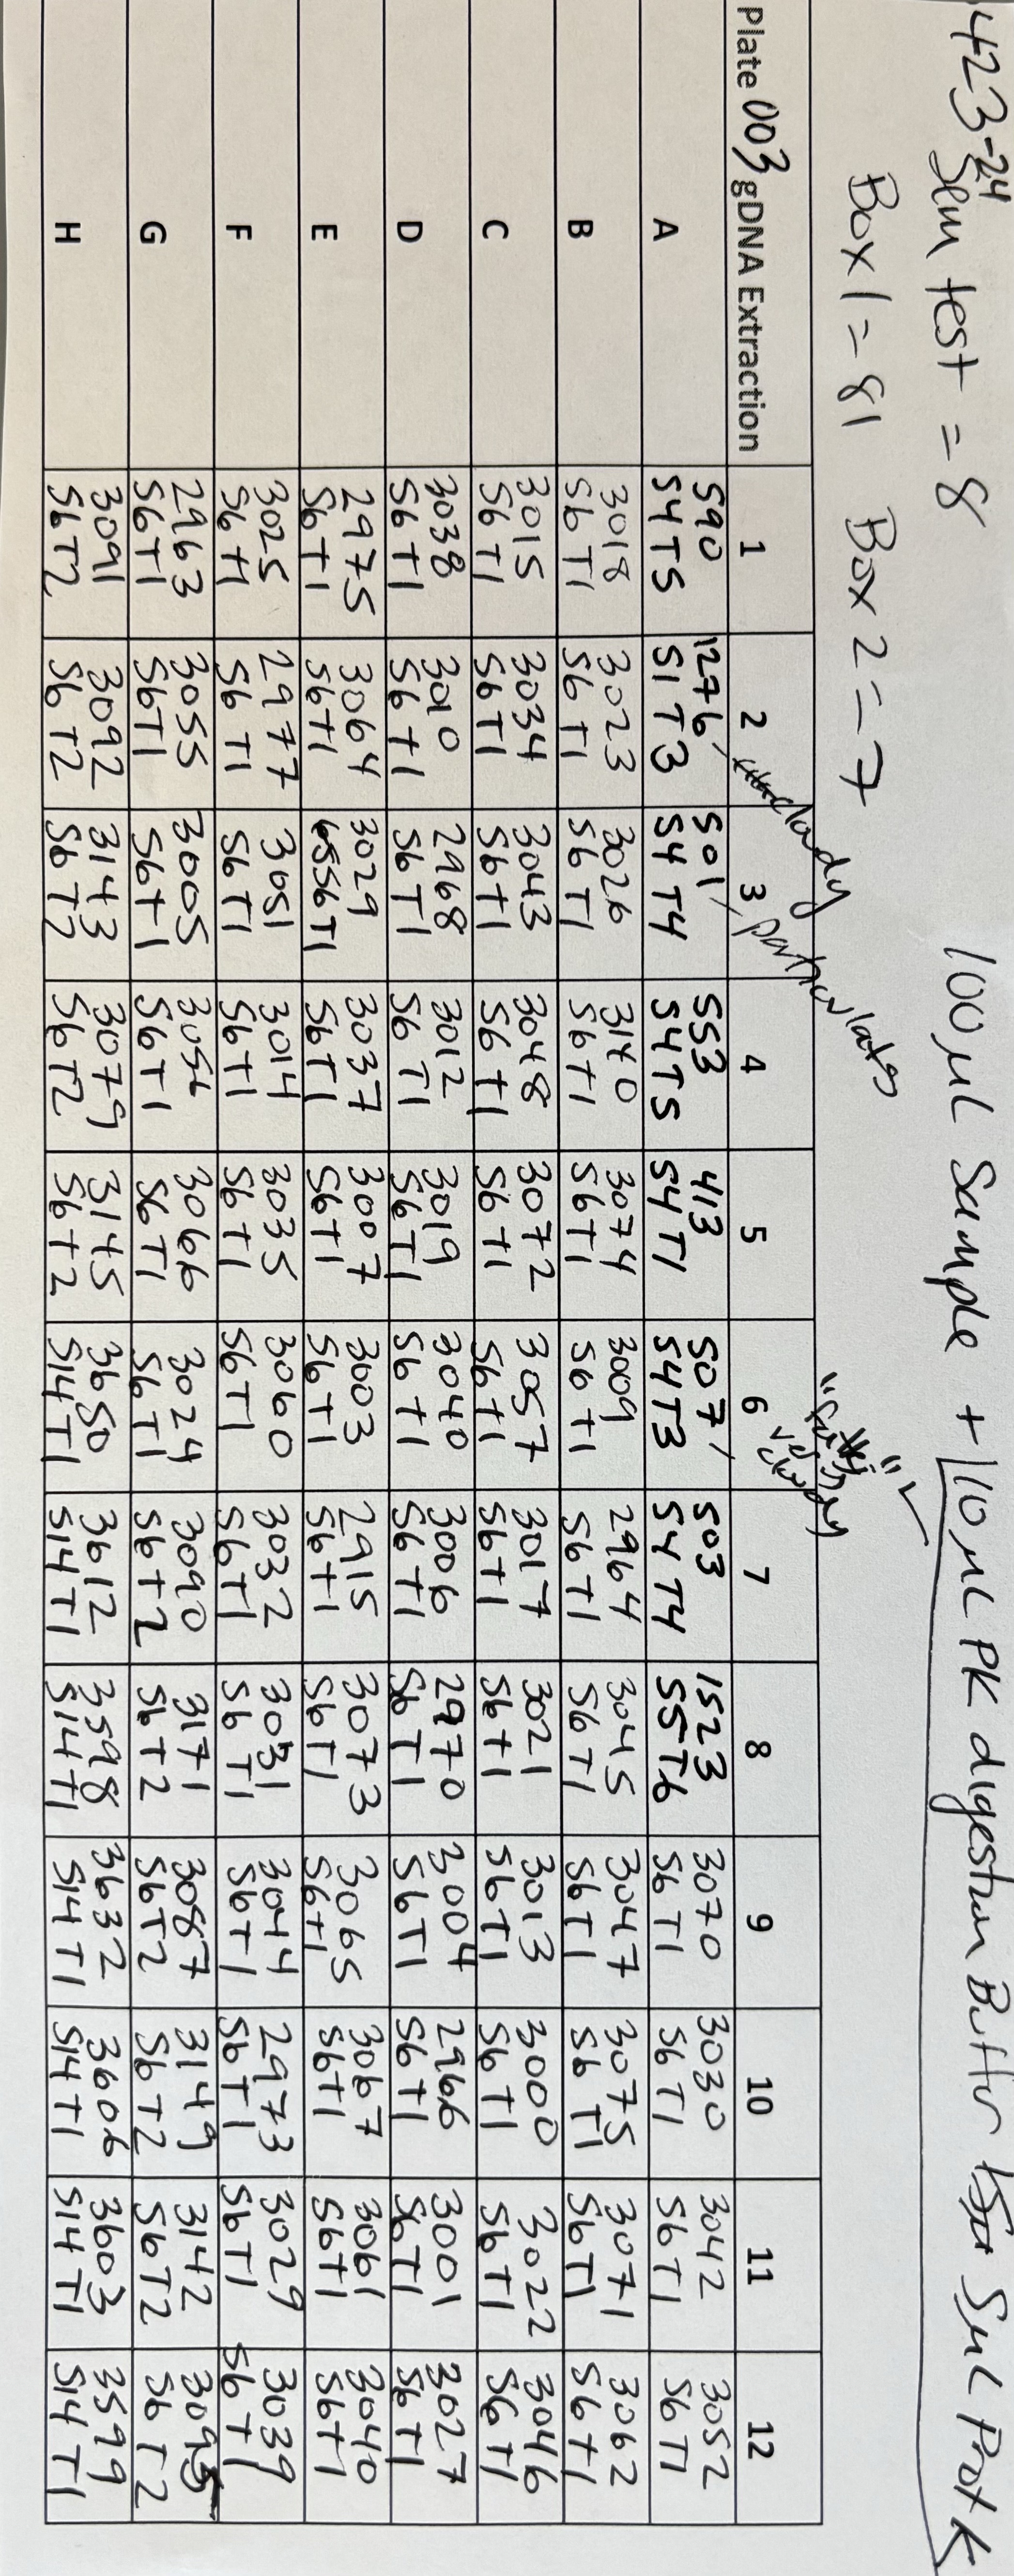 423-24
Sem test = 8
100 µL Sample + 10 µL PK digestion Buffer 5µL Prot K
Box 1 = 81 Box 2 = 7
cloudy
particulates
very cloudy
Plate 003 gDNA Extraction 1 2 3 4 5 6 7 8 9 10 11 12
A 590 1276 501 553 413 507 503 1523 3070 3030 3042 3052
S4T5 S1T3 S4T4 S4T5 S4T1 S4T3 S4T4 S5T6 S6T1 S6T1 S6T1 S6T1
B 3018 3023 3026 3140 3074 3009 2964 3045 3047 3075 3071 3062
S6T1 S6T1 S6T1 S6T1 S6T1 S6T1 S6T1 S6T1 S6T1 S6T1 S6T1 S6T1
C 3015 3034 3043 3048 3072 3057 3017 3021 3013 3000 3022 3046
S6T1 S6T1 S6T1 S6T1 S6T1 S6T1 S6T1 S6T1 S6T1 S6T1 S6T1 S6T1
D 3038 3010 2968 3012 3019 3040 3006 2970 3004 2966 3001 3027
S6T1 S6T1 S6T1 S6T1 S6T1 S6T1 S6T1 S6T1 S6T1 S6T1 S6T1 S6T1
E 2975 3064 3029 3037 3007 3003 2915 3073 3065 3067 3061 3040
S6T1 S6T1 S6T1 S6T1 S6T1 S6T1 S6T1 S6T1 S6T1 S6T1 S6T1 S6T1
F 3025 2977 3051 3014 3035 3060 3032 3031 3044 2973 3029 3039
S6T1 S6T1 S6T1 S6T1 S6T1 S6T1 S6T1 S6T1 S6T1 S6T1 S6T1 S6T1
G 2963 3055 3005 3054 3066 3024 3090 3171 3087 3149 3142 3095
S6T1 S6T1 S6T1 S6T1 S6T1 S6T1 S6T2 S6T2 S6T2 S6T2 S6T2 S6T2
H 3091 3092 3143 3079 3145 3650 3612 3598 3632 3606 3603 3599
S6T2 S6T2 S6T2 S6T2 S6T2 S14T1 S14T1 S14T1 S14T1 S14T1 S14T1 S14T1